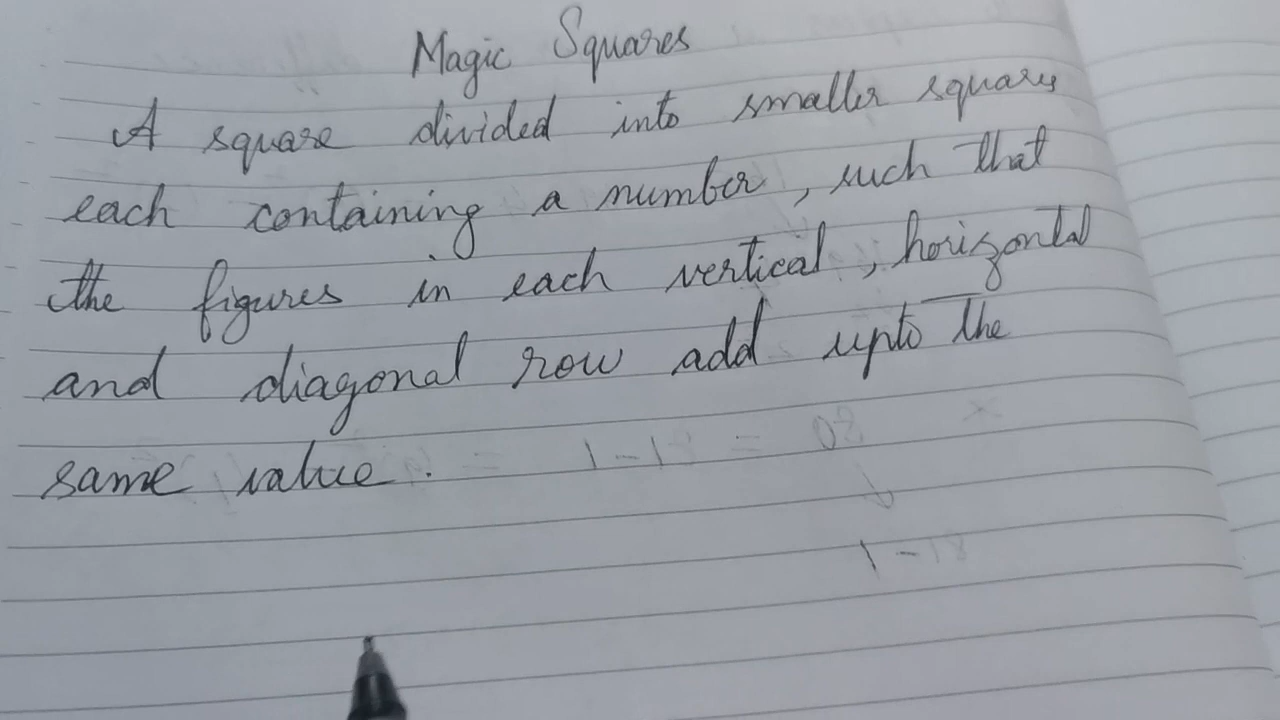 Magic Squares
A square divided into smaller squares
each containing a number, such that
the figures in each vertical, horizontal
and diagonal row add upto the
same value.